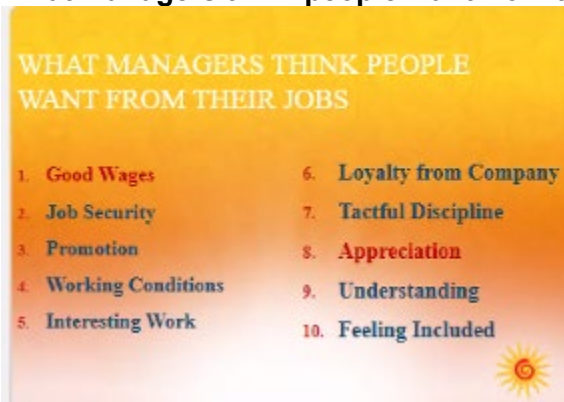 WHAT MANAGERS THINK PEOPLE
WANT FROM THEIR JOBS
1. Good Wages
2. Job Security
3. Promotion
4. Working Conditions
5. Interesting Work
6. Loyalty from Company
7. Tactful Discipline
8. Appreciation
9. Understanding
10. Feeling Included